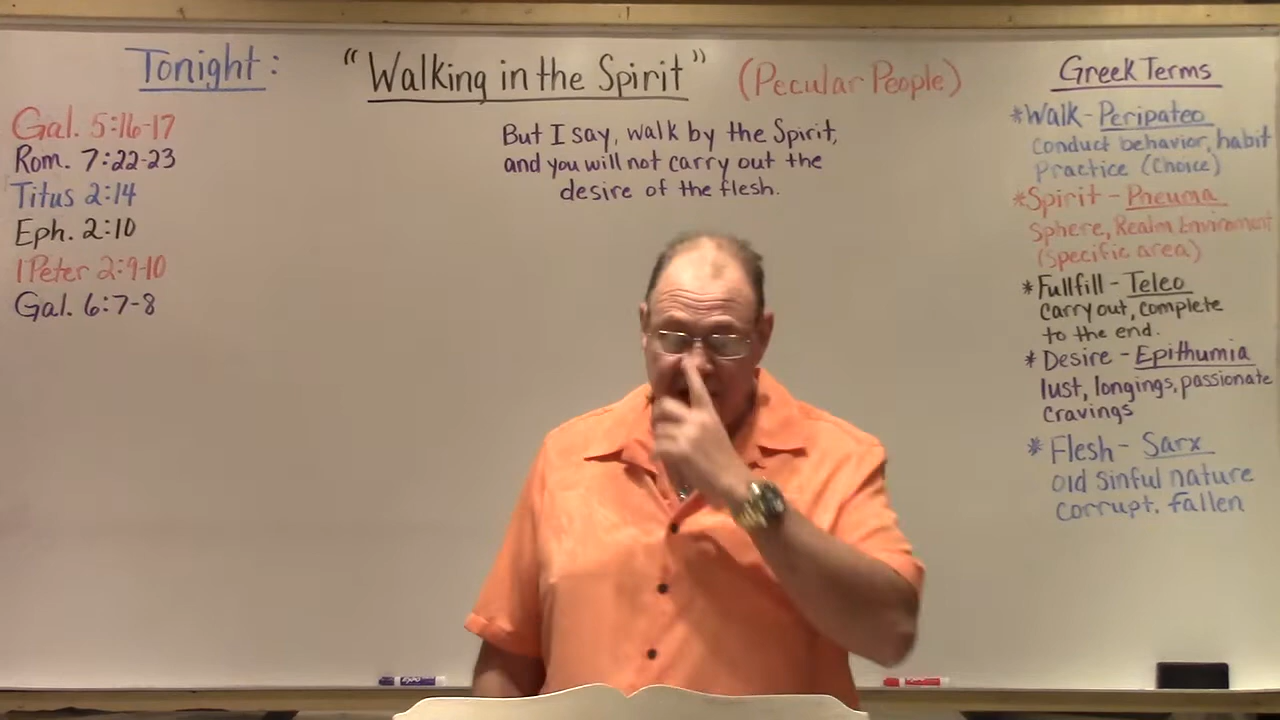 Tonight:
"Walking in the Spirit" (Pecular People)
But I say, walk by the Spirit,
and you will not carry out the
desire of the flesh.
Gal. 5:16-17
Rom. 7:22-23
Titus 2:14
Eph. 2:10
1 Peter 2:9-10
Gal. 6:7-8
Greek Terms
*Walk - Peripateo
conduct behavior, habit
Practice (Choice)
*Spirit - Pneuma
Sphere, Realm Enviroment
(Specific area)
*Fullfill - Teleo
Carry out, complete
to the end.
*Desire - Epithumia
lust, longings, passionate
Cravings
*Flesh - Sarx
old sinful nature
corrupt. fallen